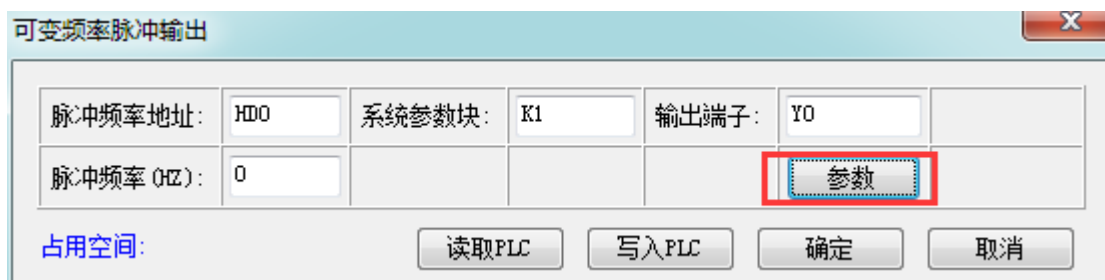 可变频率脉冲输出
脉冲频率地址: HD0 系统参数块: K1 输出端子: Y0
脉冲频率(HZ): 0 参数
占用空间: 读取PLC 写入PLC 确定 取消